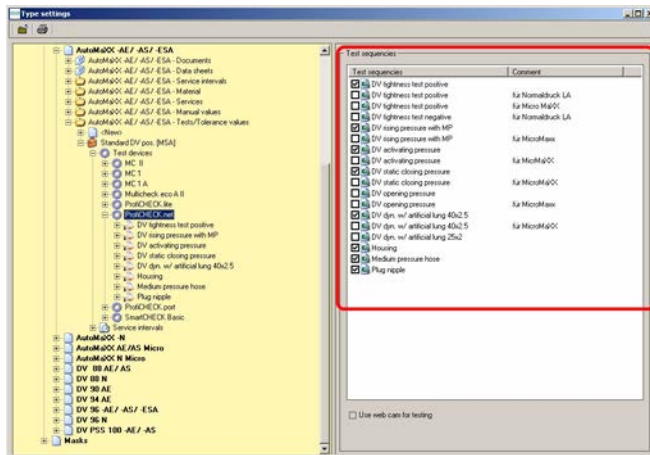 Type settings
AutoMaXX -AE/ -AS/ -ESA
AutoMaXX -AE/ -AS/ -ESA - Documents
AutoMaXX -AE/ -AS/ -ESA - Data sheets
AutoMaXX -AE/ -AS/ -ESA - Service intervals
AutoMaXX -AE/ -AS/ -ESA - Material
AutoMaXX -AE/ -AS/ -ESA - Services
AutoMaXX -AE/ -AS/ -ESA - Manual values
AutoMaXX -AE/ -AS/ -ESA - Tests/Tolerance values
<New>
Standard DV pos. [MSA]
Test devices
MC II
MC 1
MC 1 A
Multicheck eco A II
ProfiCHECK.lite
ProfiCHECK.net
DV tightness test positive
DV rising pressure with MP
DV activating pressure
DV static closing pressure
DV dyn. w/ artificial lung 40x2.5
Housing
Medium pressure hose
Plug nipple
ProfiCHECK.port
SmartCHECK Basic
Service intervals
AutoMaXX -N
AutoMaXX AE/AS Micro
AutoMaXX N Micro
DV 88 AE/ AS
DV 88 N
DV 90 AE
DV 94 AE
DV 96 -AE/ -AS/ -ESA
DV 96 N
DV PSS 100 -AE/ -AS
Masks
Test sequencies
Test sequencies Comment
DV tightness test positive
DV tightness test positive für Normaldruck LA
DV tightness test positive für Micro MaXX
DV tightness test negative für Normaldruck LA
DV rising pressure with MP
DV rising pressure with MP für MicroMaxx
DV activating pressure
DV activating pressure für MicroMaXX
DV static closing pressure
DV static closing pressure für MicroMaXX
DV opening pressure
DV opening pressure für MicroMaxx
DV dyn. w/ artificial lung 40x2.5
DV dyn. w/ artificial lung 40x2.5 für MicroMaXX
DV dyn. w/ artificial lung 25x2
Housing
Medium pressure hose
Plug nipple
Use web cam for testing